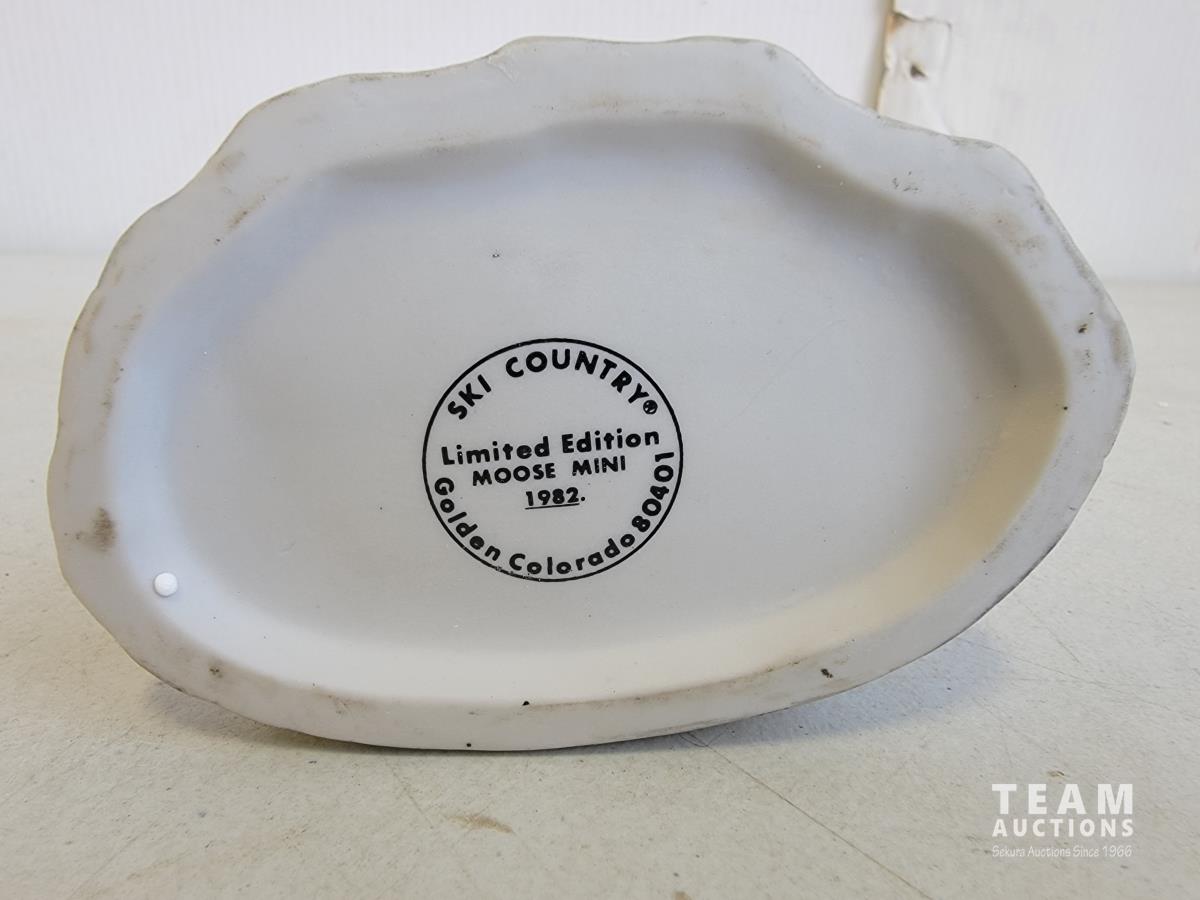 SKI COUNTRY®
Limited Edition
MOOSE MINI
1982.
Golden Colorado 80401
TEAM
AUCTIONS
Sekura Auctions Since 1966